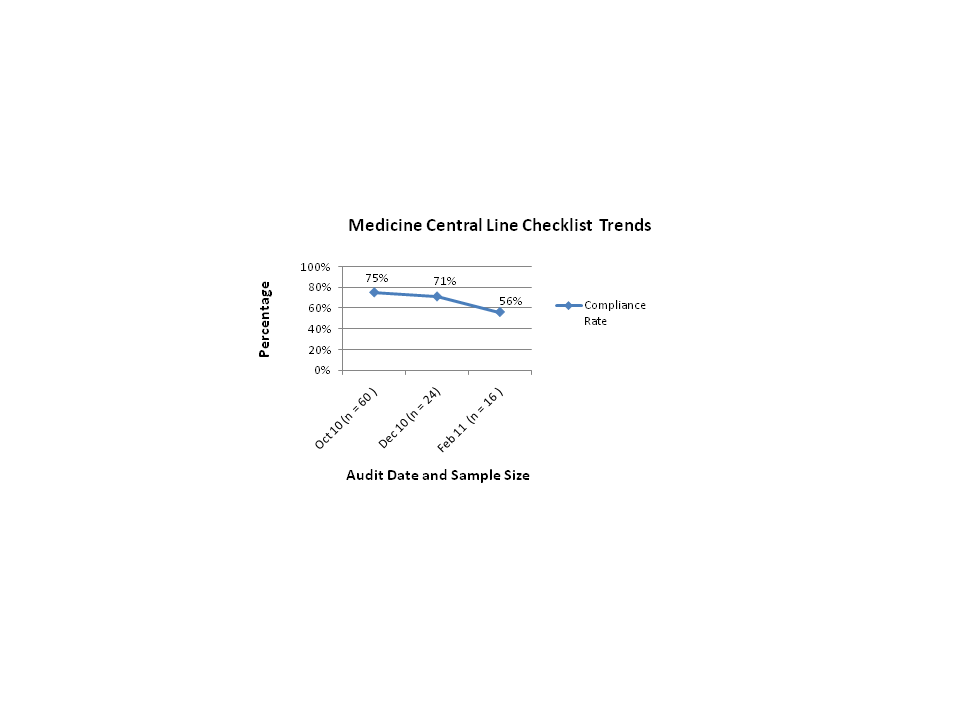 Medicine Central Line Checklist Trends
100%
80%
60%
40%
20%
0%
Percentage
75%
71%
56%
Compliance
Rate
Oct 10 (n = 60 )
Dec 10 (n = 24)
Feb 11 (n = 16 )
Audit Date and Sample Size